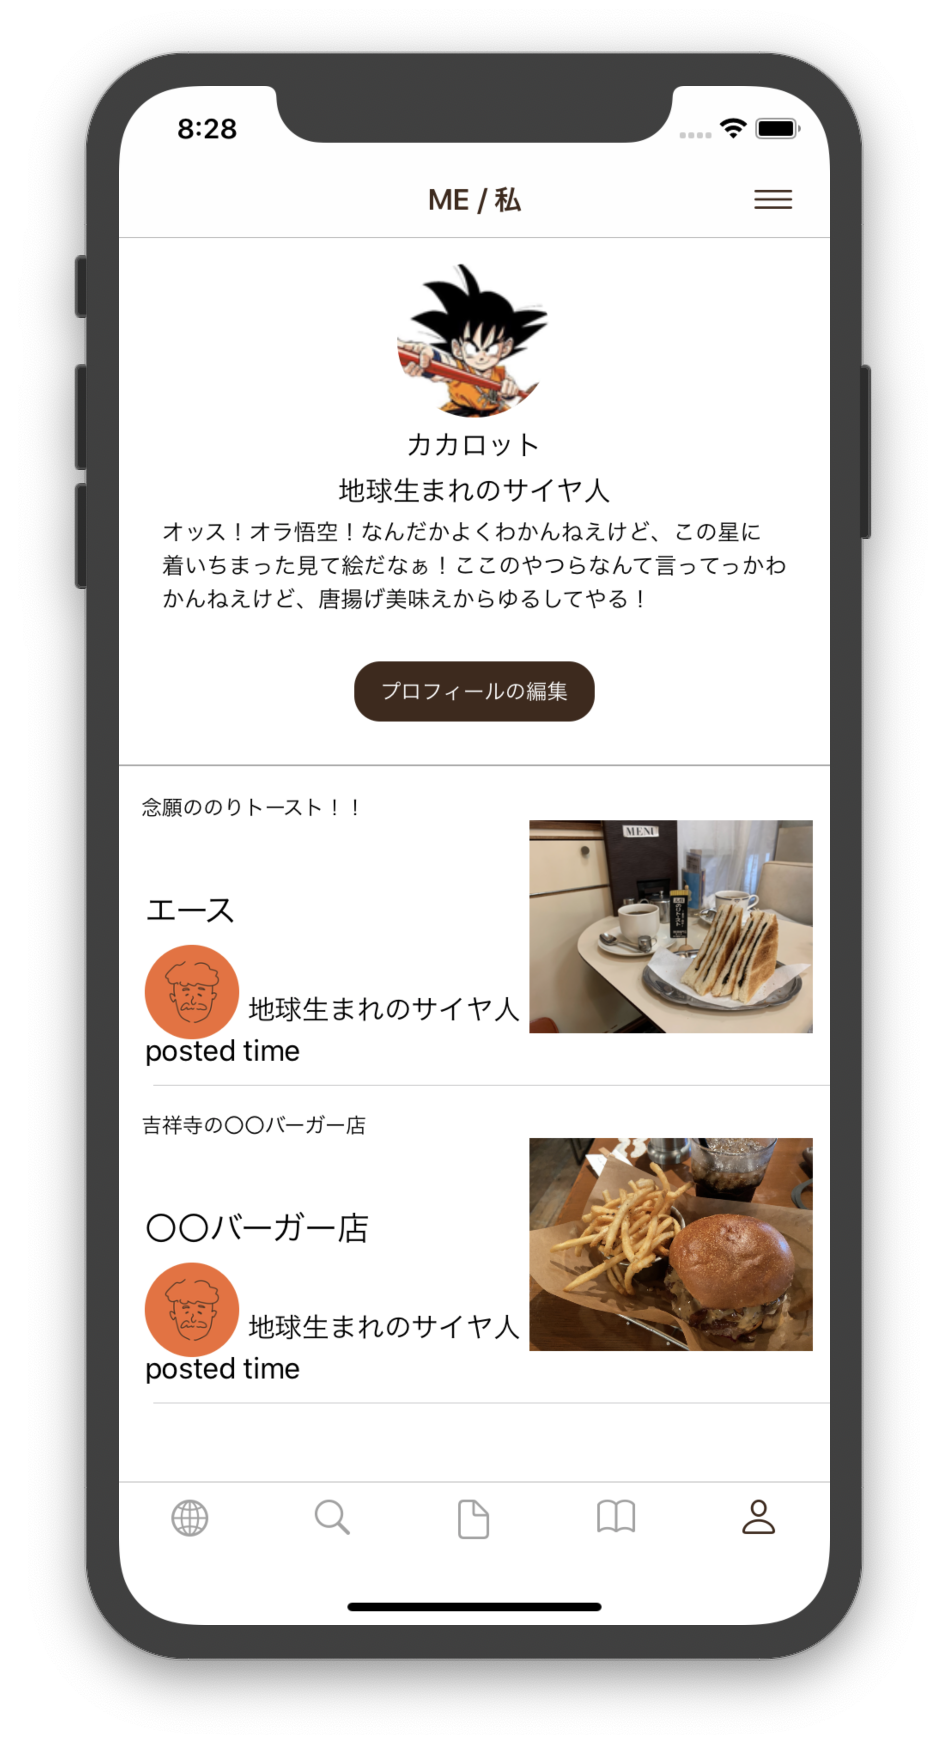 8:28
ME / 私
カカロット
地球生まれのサイヤ人
オッス！オラ悟空！なんだかよくわかんねえけど、この星に
着いちまった見て絵だなぁ！ここのやつらなんて言ってっかわ
かんねえけど、唐揚げ美味えからゆるしてやる！
プロフィールの編集
念願ののりトースト！！
MENU
エース
地球生まれのサイヤ人
posted time
吉祥寺の〇〇バーガー店
〇〇バーガー店
地球生まれのサイヤ人
posted time